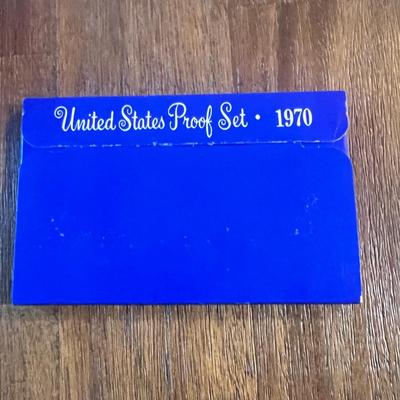 United States Proof Set • 1970